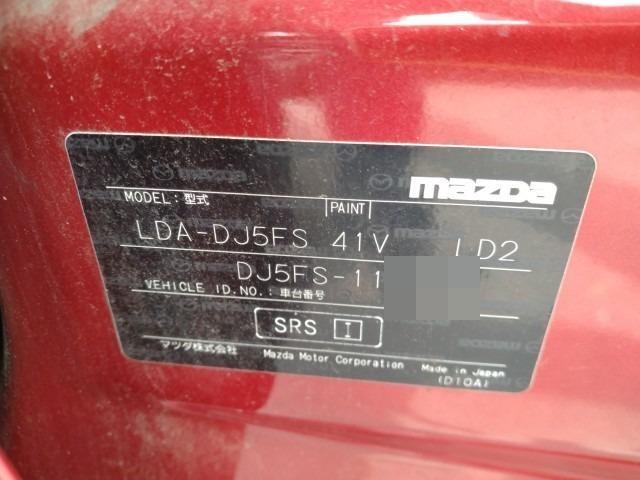 mazda
MODEL:型式 PAINT
LDA-DJ5FS 41V LD2
DJ5FS-11
VEHICLE ID.NO.:車台番号
SRS I
マツダ株式会社 Mazda Motor Corporation Made in Japan
(D10A)